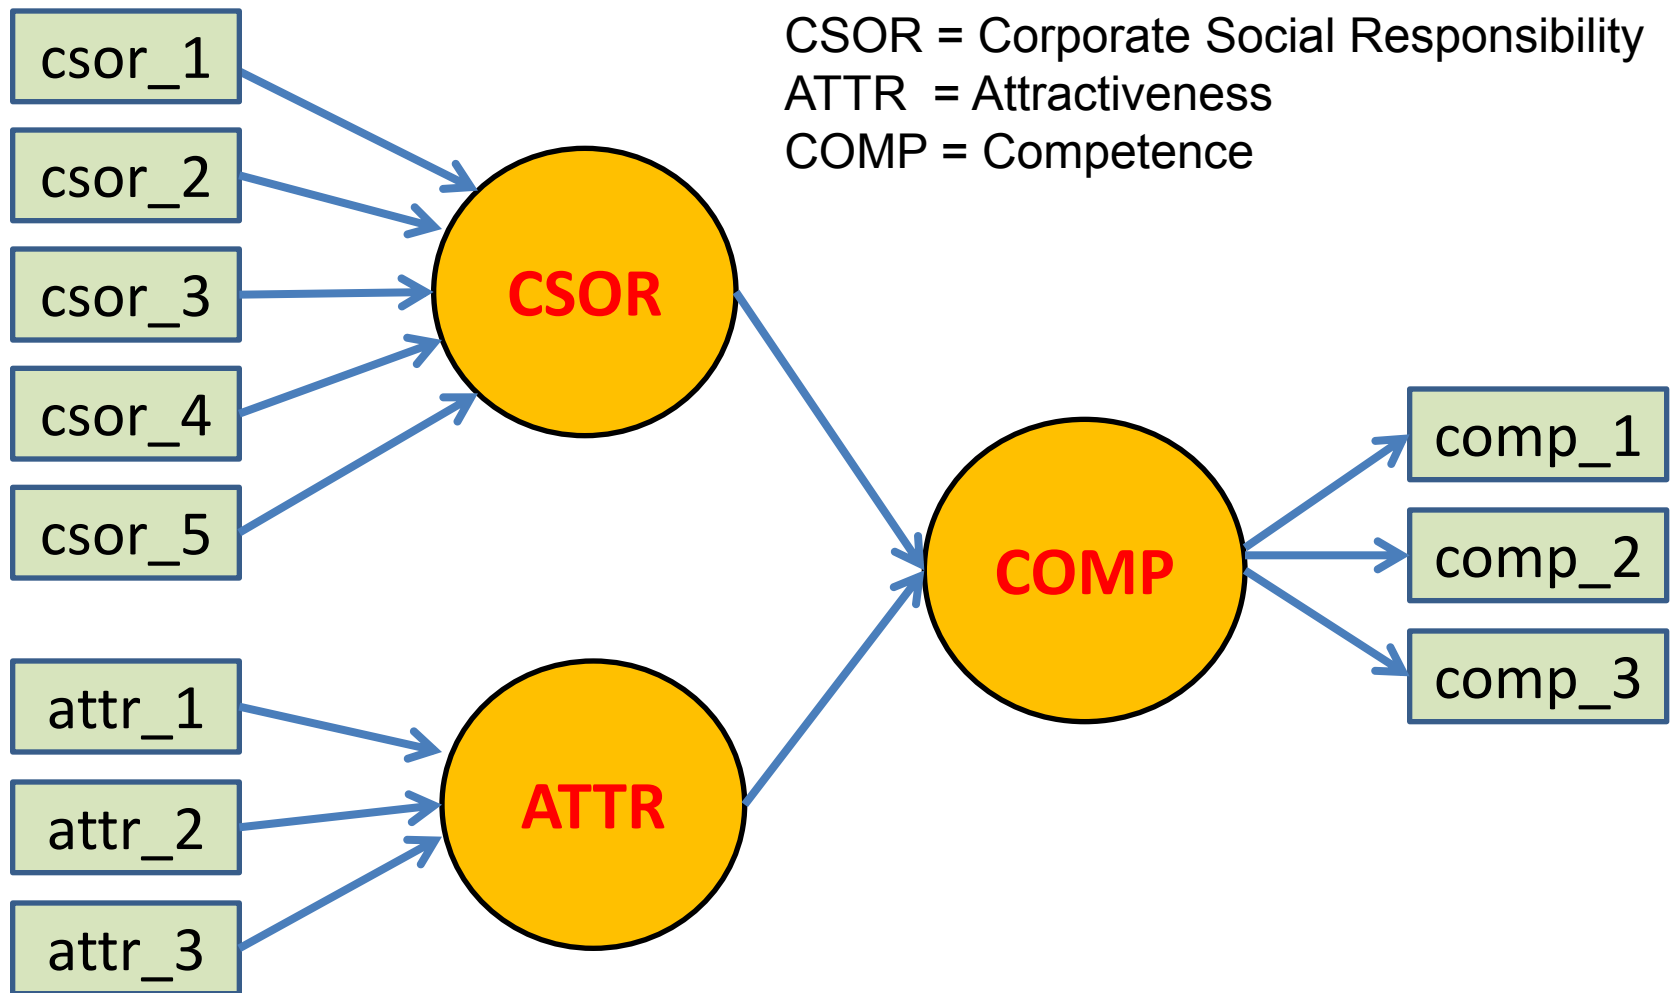 CSOR = Corporate Social Responsibility
ATTR = Attractiveness
COMP = Competence
csor_1
csor_2
csor_3
csor_4
csor_5
CSOR
attr_1
attr_2
attr_3
ATTR
COMP
comp_1
comp_2
comp_3